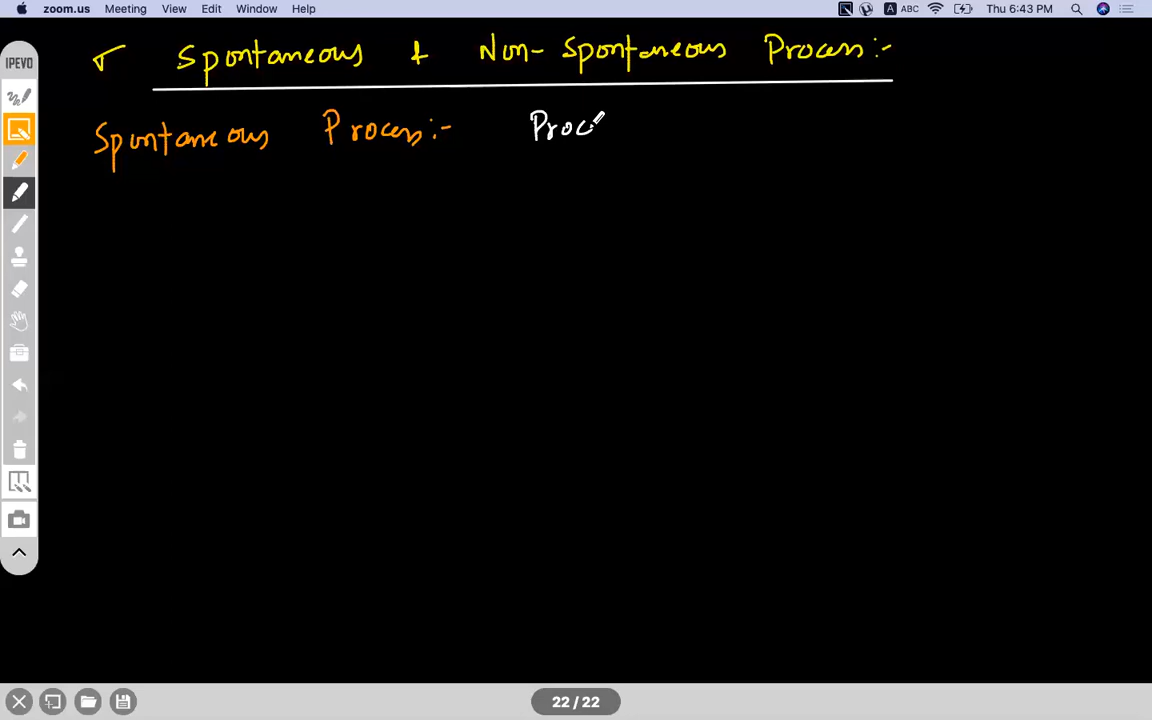 zoom.us Meeting View Edit Window Help A ABC Thu 6:43 PM
IPEVO
Spontaneous & Non-Spontaneous Process:-
Spontaneous Process:- Proc
22 / 22